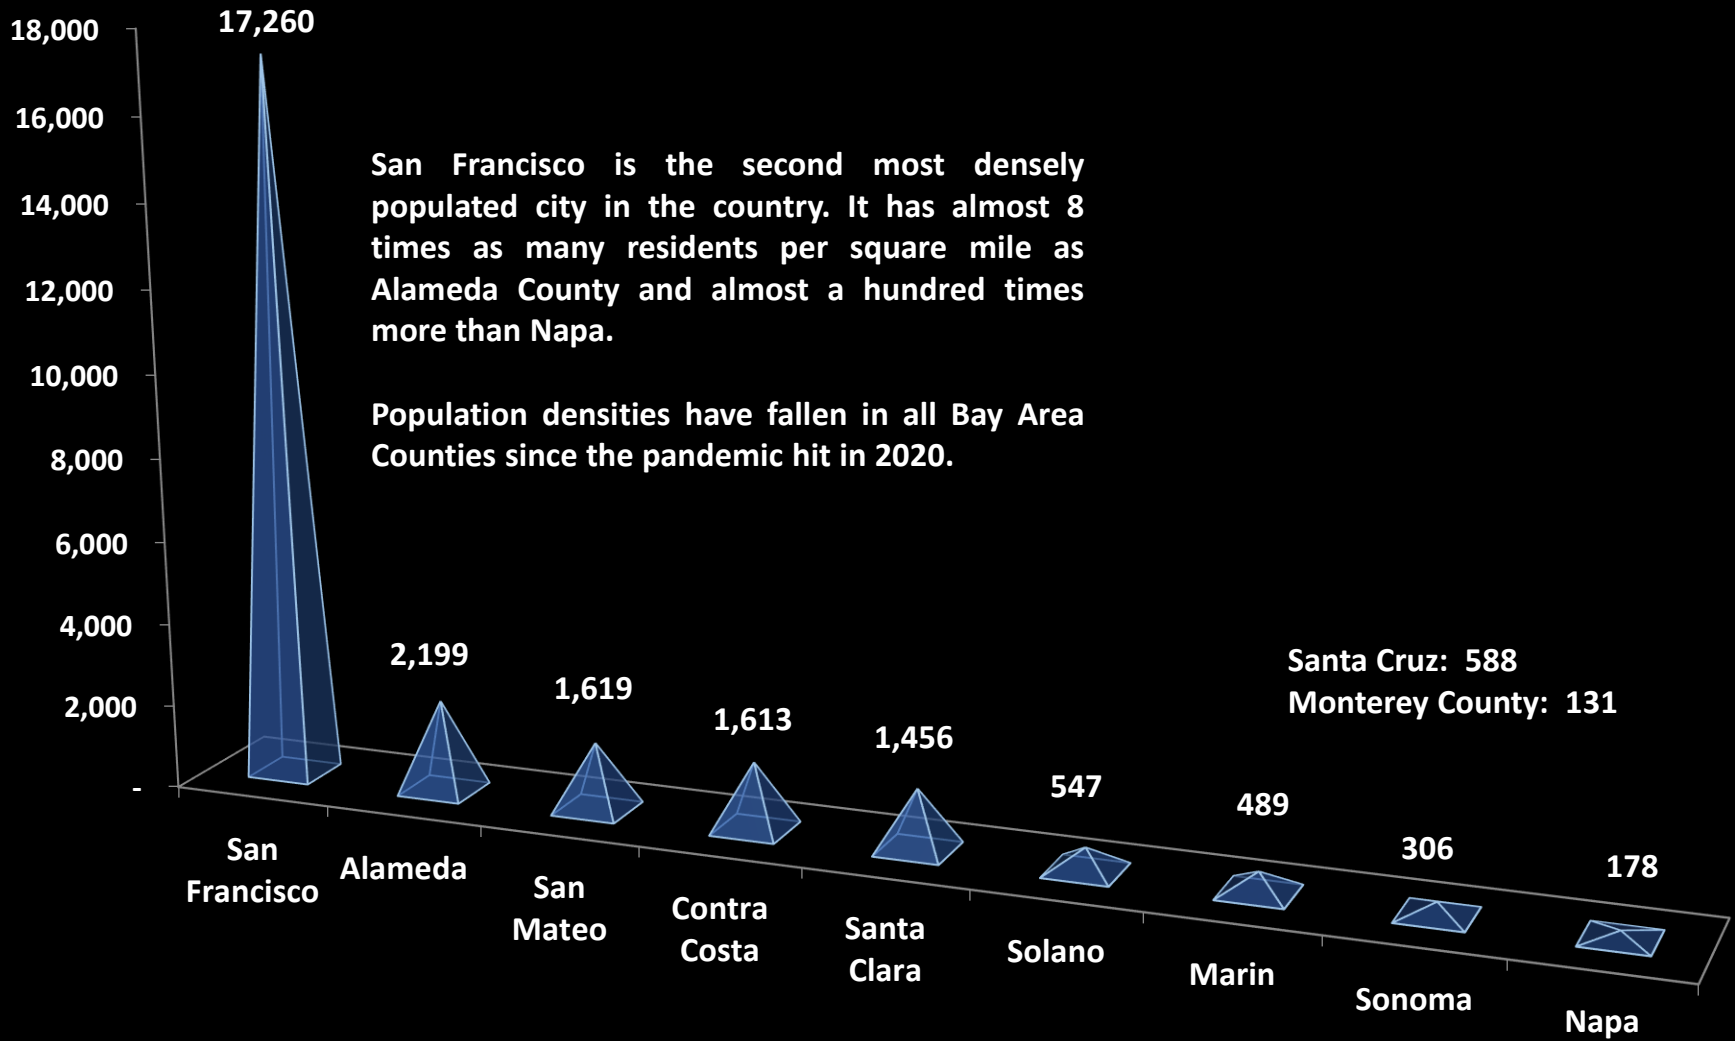 18,000
16,000
14,000
12,000
10,000
8,000
6,000
4,000
2,000
-
17,260
2,199
1,619
1,613
1,456
547
489
306
178
San Francisco is the second most densely
populated city in the country. It has almost 8
times as many residents per square mile as
Alameda County and almost a hundred times
more than Napa.
Population densities have fallen in all Bay Area
Counties since the pandemic hit in 2020.
Santa Cruz: 588
Monterey County: 131
San
Francisco
Alameda
San
Mateo
Contra
Costa
Santa
Clara
Solano
Marin
Sonoma
Napa